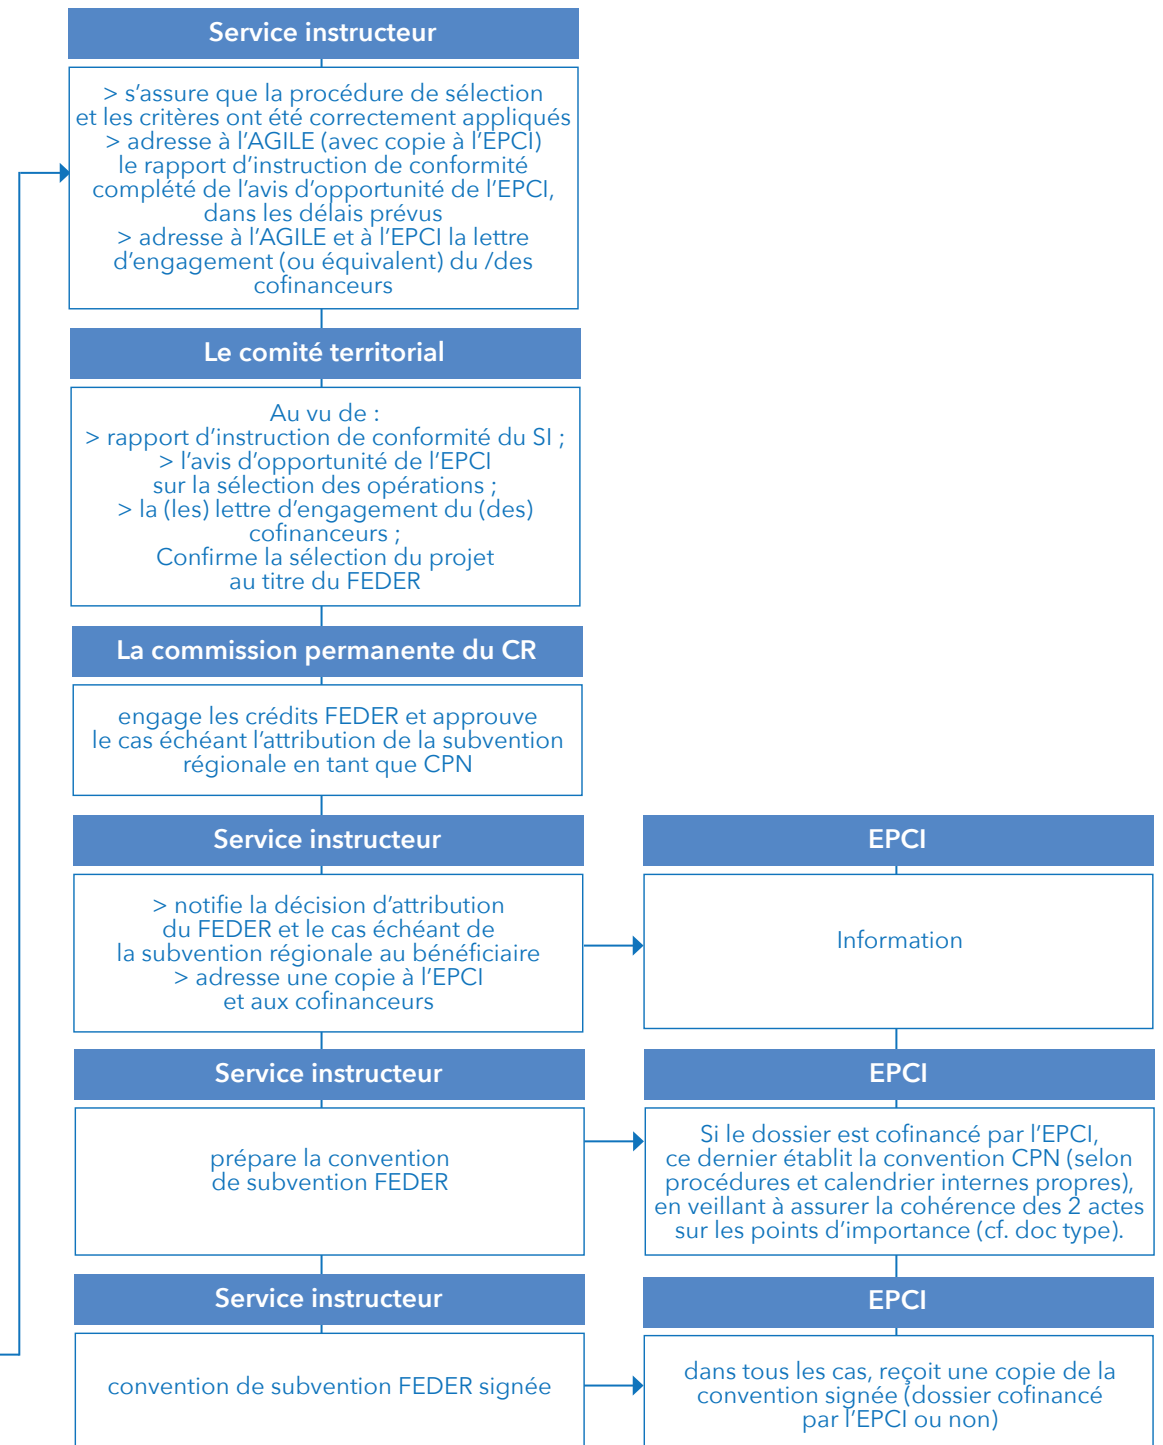 Service instructeur
> s’assure que la procédure de sélection
et les critères ont été correctement appliqués
> adresse à l’AGILE (avec copie à l’EPCI)
le rapport d’instruction de conformité
complété de l’avis d’opportunité de l’EPCI,
dans les délais prévus
> adresse à l’AGILE et à l’EPCI la lettre
d’engagement (ou équivalent) du /des
cofinanceurs
Le comité territorial
Au vu de :
> rapport d’instruction de conformité du SI ;
> l’avis d’opportunité de l’EPCI
sur la sélection des opérations ;
> la (les) lettre d’engagement du (des)
cofinanceurs ;
Confirme la sélection du projet
au titre du FEDER
La commission permanente du CR
engage les crédits FEDER et approuve
le cas échéant l’attribution de la subvention
régionale en tant que CPN
Service instructeur
> notifie la décision d’attribution
du FEDER et le cas échéant de
la subvention régionale au bénéficiaire
> adresse une copie à l’EPCI
et aux cofinanceurs
EPCI
Information
Service instructeur
prépare la convention
de subvention FEDER
EPCI
Si le dossier est cofinancé par l’EPCI,
ce dernier établit la convention CPN (selon
procédures et calendrier internes propres),
en veillant à assurer la cohérence des 2 actes
sur les points d’importance (cf. doc type).
Service instructeur
convention de subvention FEDER signée
EPCI
dans tous les cas, reçoit une copie de la
convention signée (dossier cofinancé
par l’EPCI ou non)